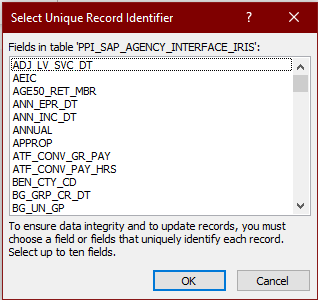 Select Unique Record Identifier
Fields in table 'PPI_SAP_AGENCY_INTERFACE_IRIS':
ADJ_LV_SVC_DT
AEIC
AGE50_RET_MBR
ANN_EPR_DT
ANN_INC_DT
ANNUAL
APPROP
ATF_CONV_GR_PAY
ATF_CONV_PAY_HRS
BEN_CTY_CD
BG_GRP_CR_DT
BG_UN_GP
To ensure data integrity and to update records, you must
choose a field or fields that uniquely identify each record.
Select up to ten fields.
OK Cancel